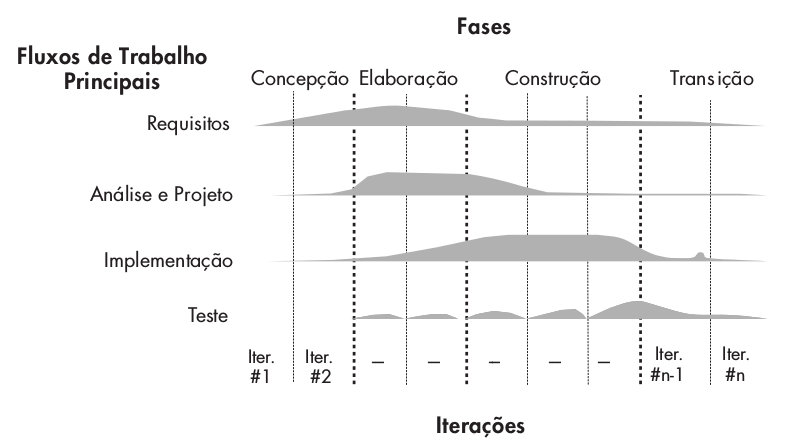 Fases
Fluxos de Trabalho
Principais
Concepção Elaboração Construção Transição
Requisitos
Análise e Projeto
Implementação
Teste
Iter. #1
Iter. #2
– – – – –
Iter. #n-1
Iter. #n
Iterações